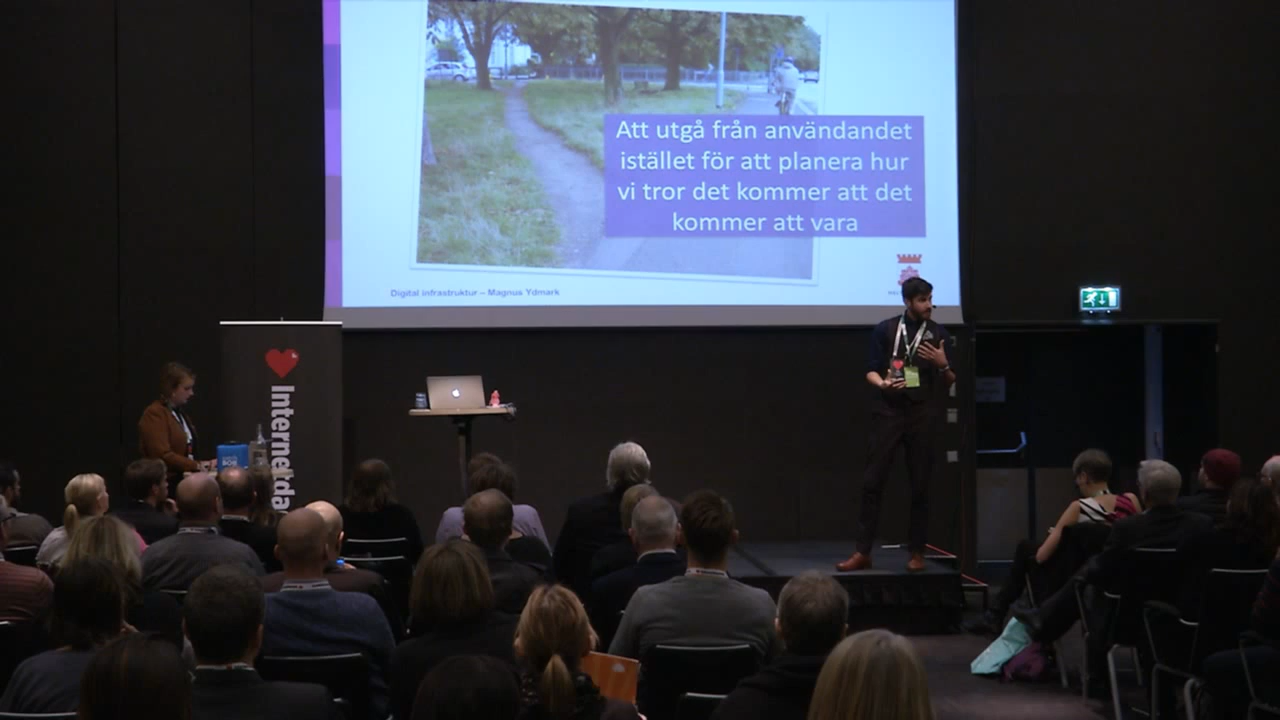 Att utgå från användandet
istället för att planera hur
vi tror det kommer att det
kommer att vara
Digital infrastruktur – Magnus Ydmark
Internetda